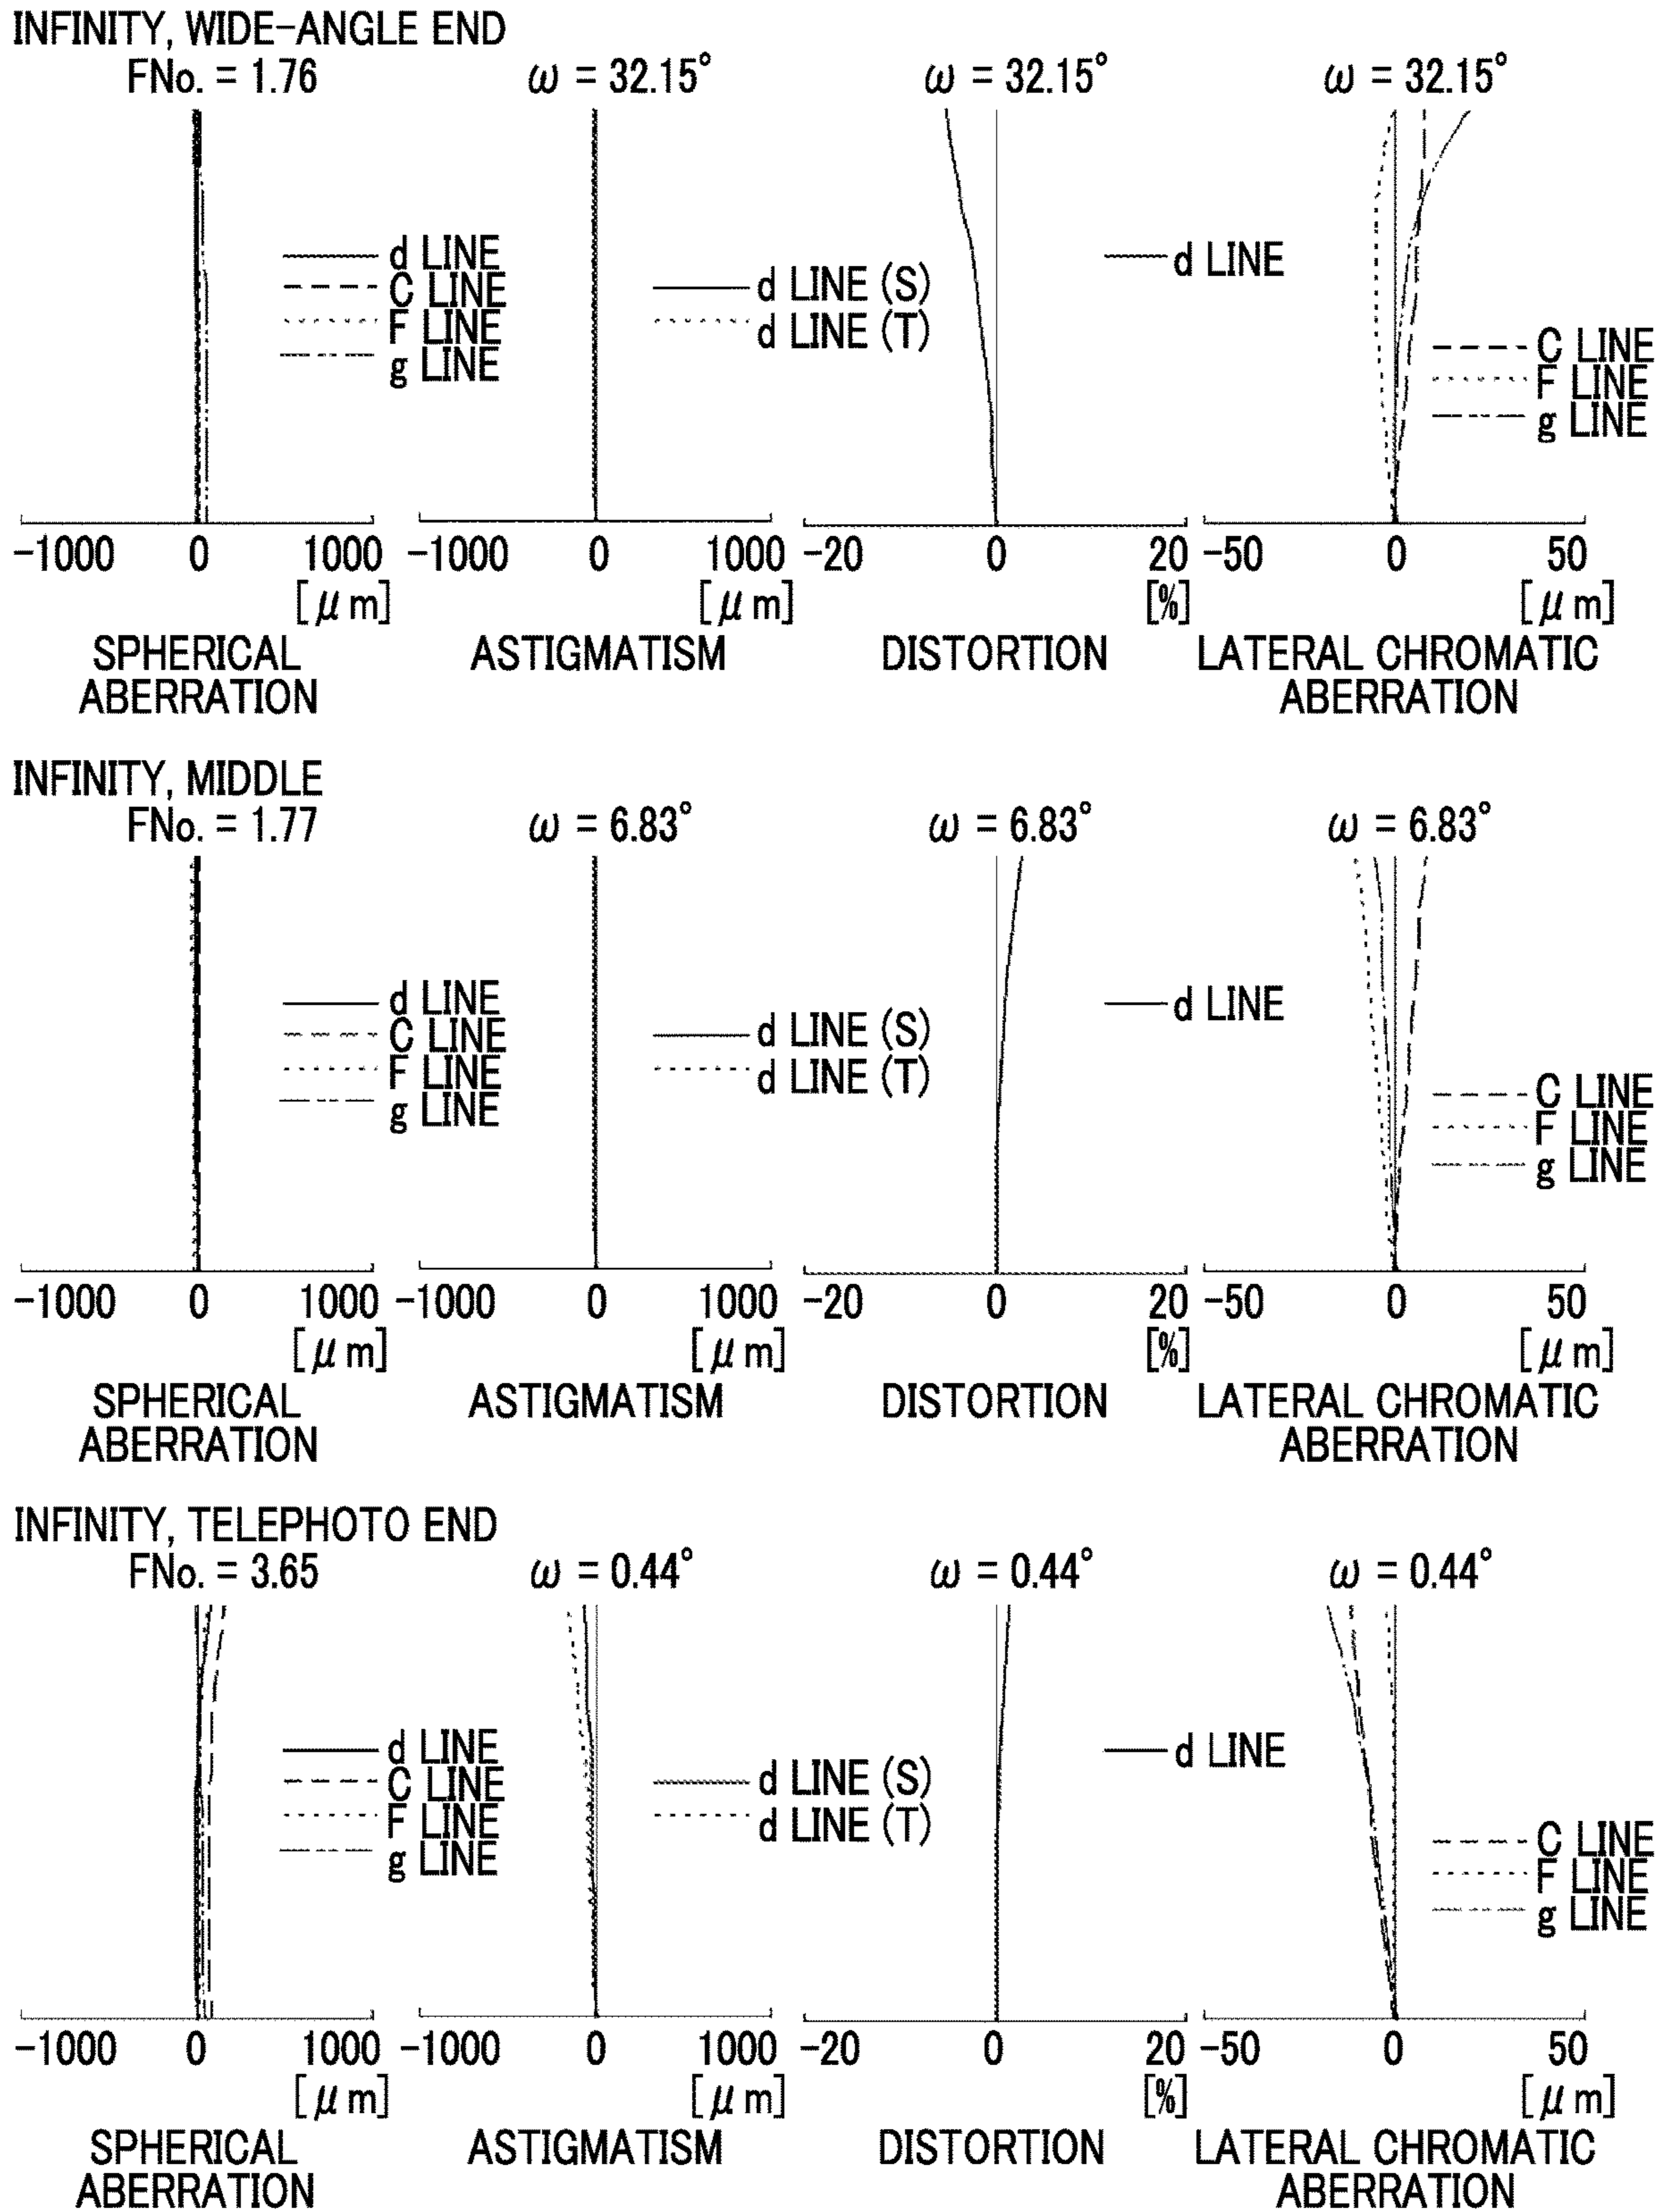 INFINITY, WIDE-ANGLE END
FNo. = 1.76
ω = 32.15°
ω = 32.15°
ω = 32.15°
d LINE
C LINE
F LINE
g LINE
d LINE (S)
d LINE (T)
d LINE
C LINE
F LINE
g LINE
-1000 0 1000
[μm]
-1000 0 1000
[μm]
-20 0 20
[%]
-50 0 50
[μm]
SPHERICAL
ABERRATION
ASTIGMATISM
DISTORTION
LATERAL CHROMATIC
ABERRATION
INFINITY, MIDDLE
FNo. = 1.77
ω = 6.83°
ω = 6.83°
ω = 6.83°
d LINE
C LINE
F LINE
g LINE
d LINE (S)
d LINE (T)
d LINE
C LINE
F LINE
g LINE
-1000 0 1000
[μm]
-1000 0 1000
[μm]
-20 0 20
[%]
-50 0 50
[μm]
SPHERICAL
ABERRATION
ASTIGMATISM
DISTORTION
LATERAL CHROMATIC
ABERRATION
INFINITY, TELEPHOTO END
FNo. = 3.65
ω = 0.44°
ω = 0.44°
ω = 0.44°
d LINE
C LINE
F LINE
g LINE
d LINE (S)
d LINE (T)
d LINE
C LINE
F LINE
g LINE
-1000 0 1000
[μm]
-1000 0 1000
[μm]
-20 0 20
[%]
-50 0 50
[μm]
SPHERICAL
ABERRATION
ASTIGMATISM
DISTORTION
LATERAL CHROMATIC
ABERRATION